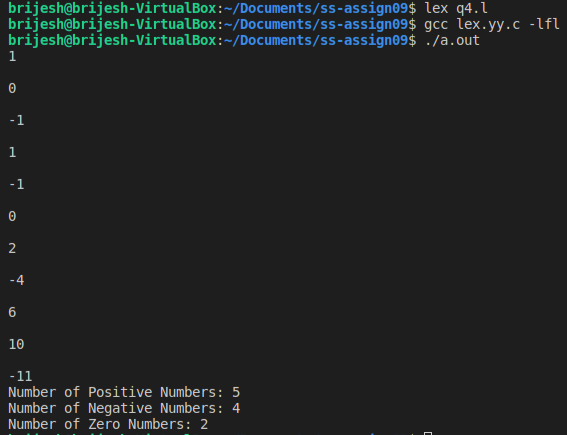 brijesh@brijesh-VirtualBox:~/Documents/ss-assign09$ lex q4.l
brijesh@brijesh-VirtualBox:~/Documents/ss-assign09$ gcc lex.yy.c -lfl
brijesh@brijesh-VirtualBox:~/Documents/ss-assign09$ ./a.out
1
0
-1
1
-1
0
2
-4
6
10
-11
Number of Positive Numbers: 5
Number of Negative Numbers: 4
Number of Zero Numbers: 2